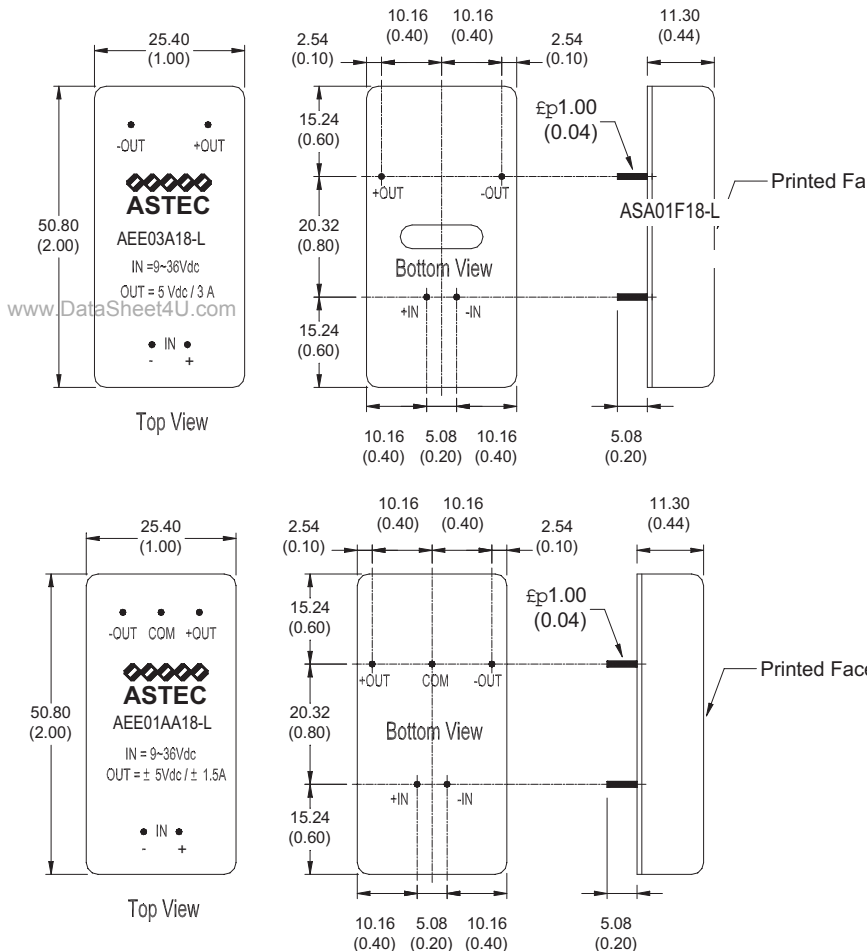 10.16 10.16
(0.40) (0.40)
25.40
(1.00)
2.54
(0.10)
2.54
(0.10)
11.30
(0.44)
-OUT +OUT
ASTEC
AEE03A18-L
IN =9~36Vdc
OUT = 5 Vdc / 3 A
IN
- +
50.80
(2.00)
www.DataSheet4U.com
Top View
15.24
(0.60)
20.32
(0.80)
15.24
(0.60)
+OUT -OUT
Bottom View
+IN -IN
10.16 5.08 10.16
(0.40) (0.20) (0.40)
£p1.00
(0.04)
ASA01F18-L
Printed Fa
5.08
(0.20)
10.16 10.16
(0.40) (0.40)
25.40
(1.00)
2.54
(0.10)
2.54
(0.10)
11.30
(0.44)
-OUT COM +OUT
ASTEC
AEE01AA18-L
IN = 9~36Vdc
OUT = ± 5Vdc / ± 1.5A
IN
- +
50.80
(2.00)
Top View
15.24
(0.60)
20.32
(0.80)
15.24
(0.60)
+OUT COM -OUT
Bottom View
+IN -IN
10.16 5.08 10.16
(0.40) (0.20) (0.40)
£p1.00
(0.04)
Printed Face
5.08
(0.20)